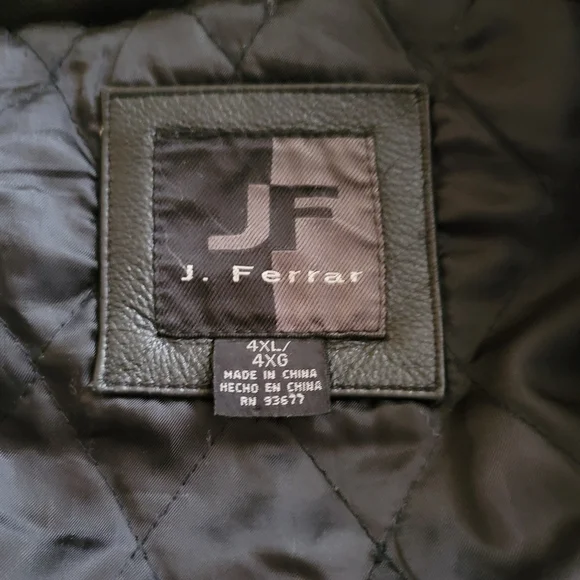 JF
J. Ferrar
4XL/
4XG
MADE IN CHINA
HECHO EN CHINA
RN 93677